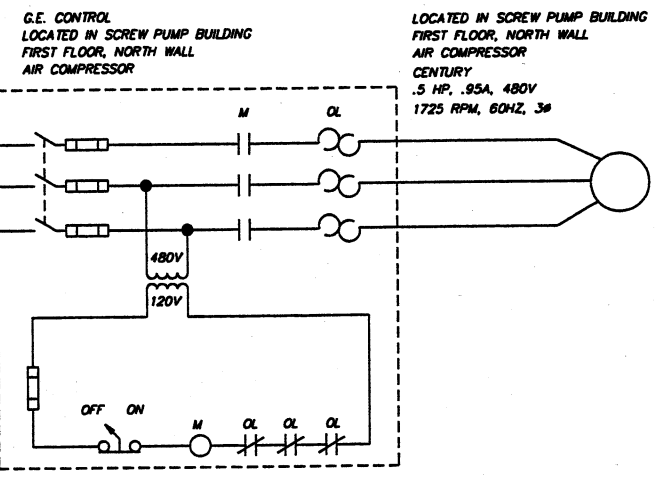 G.E. CONTROL
LOCATED IN SCREW PUMP BUILDING
FIRST FLOOR, NORTH WALL
AIR COMPRESSOR
LOCATED IN SCREW PUMP BUILDING
FIRST FLOOR, NORTH WALL
AIR COMPRESSOR
CENTURY
.5 HP, .95A, 480V
1725 RPM, 60HZ, 3ø
M
OL
480V
120V
OFF ON
M OL OL OL